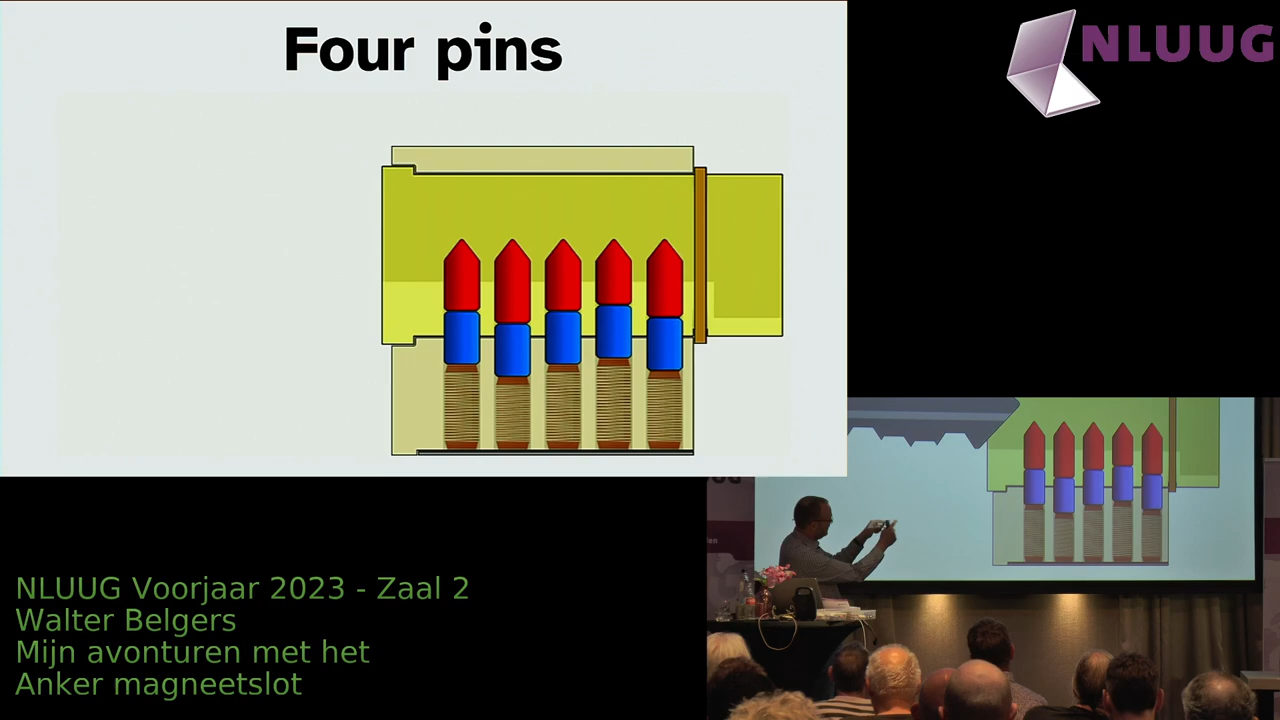 Four pins
NLUUG
NLUUG Voorjaar 2023 - Zaal 2
Walter Belgers
Mijn avonturen met het
Anker magneetslot